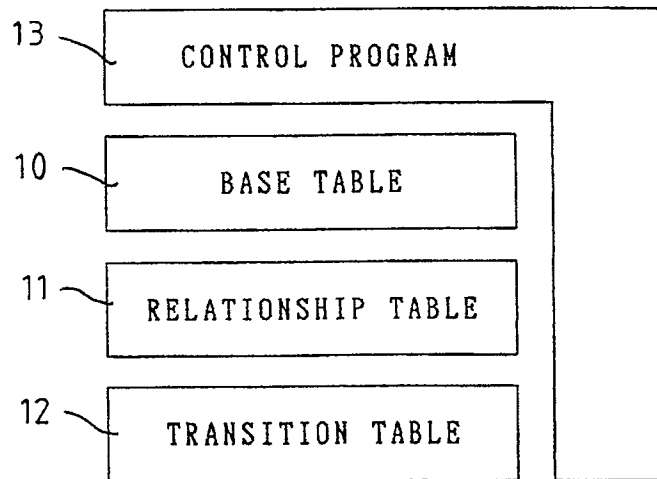 13
CONTROL PROGRAM
10
BASE TABLE
11
RELATIONSHIP TABLE
12
TRANSITION TABLE